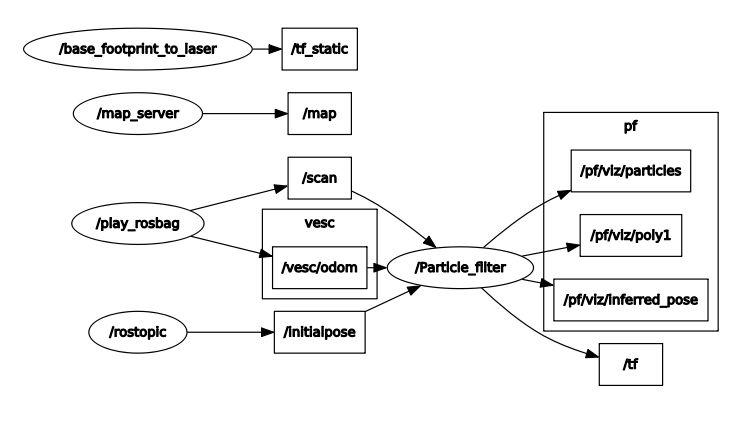 /base_footprint_to_laser
/tf_static
/map_server
/map
pf
/scan
/pf/viz/particles
/play_rosbag
vesc
/pf/viz/poly1
/vesc/odom
/Particle_filter
/pf/viz/inferred_pose
/rostopic
/initialpose
/tf